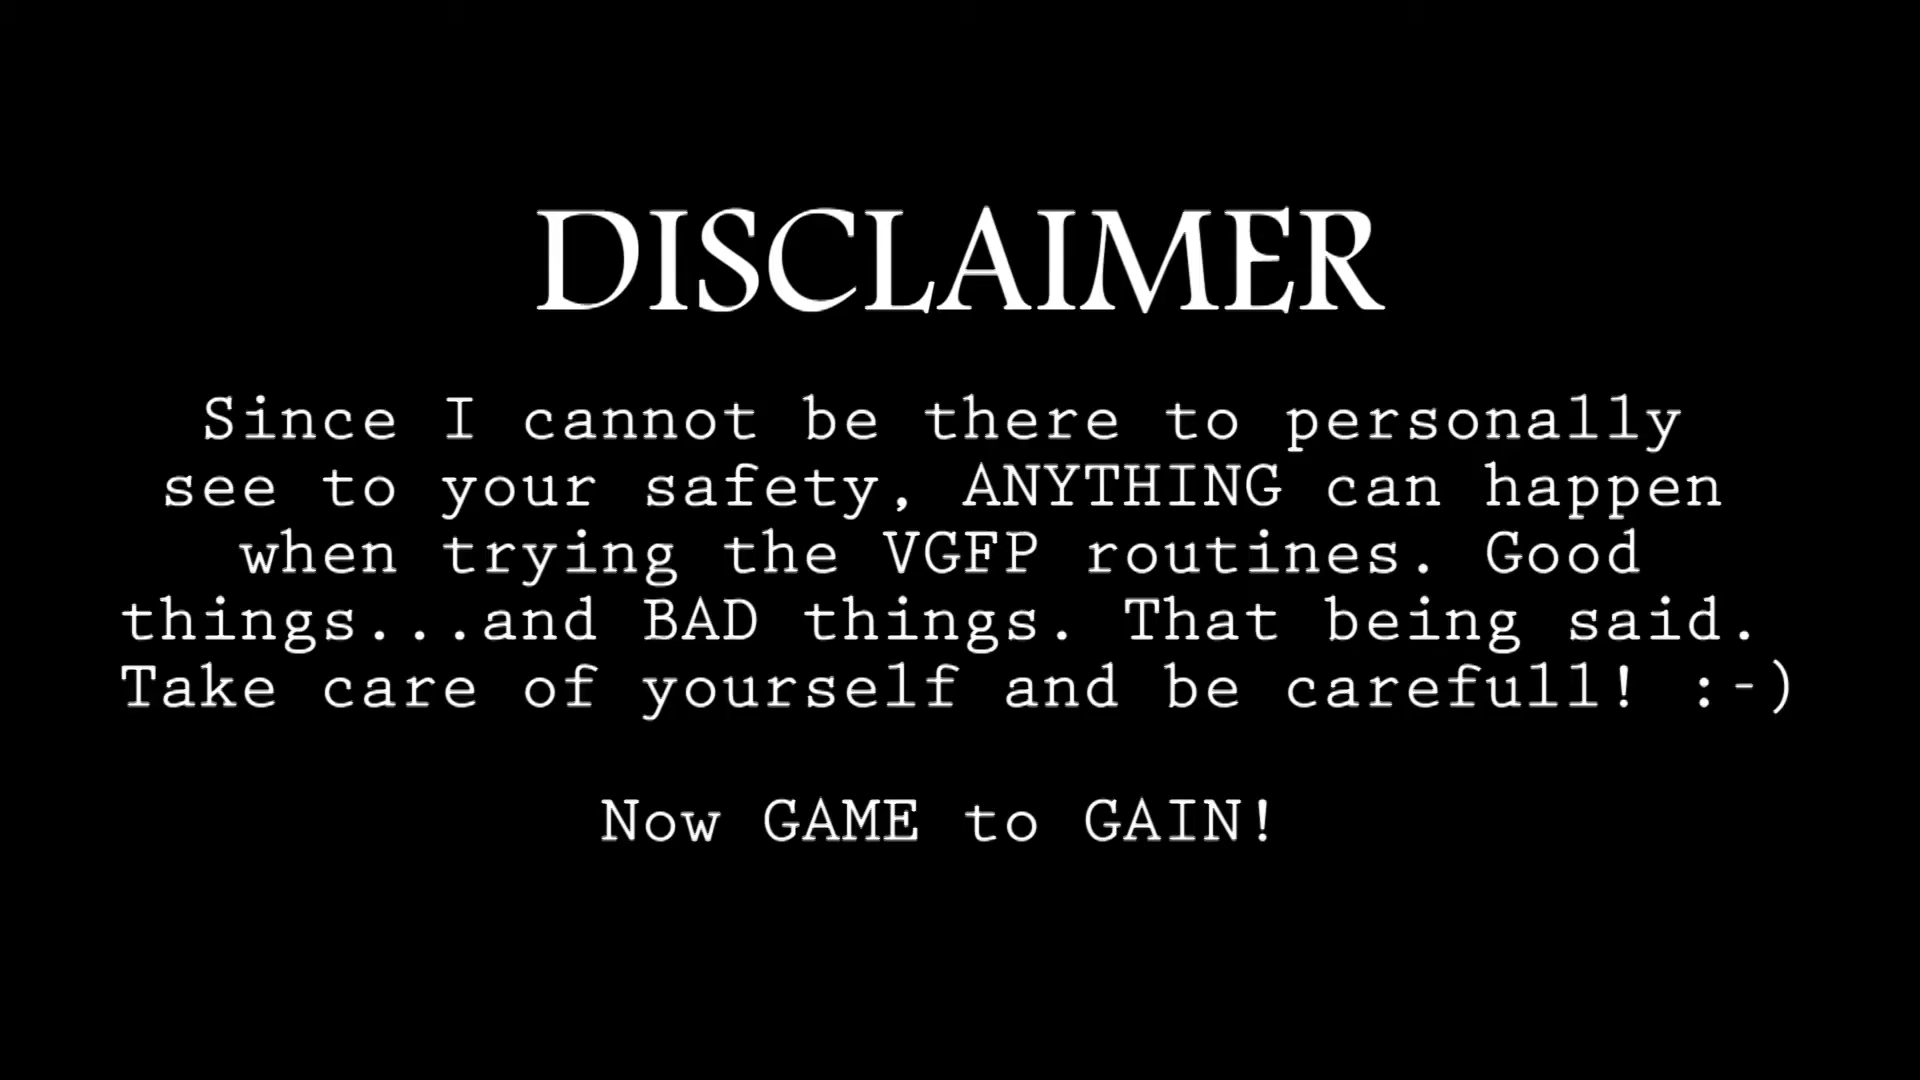 DISCLAIMER
Since I cannot be there to personally
see to your safety, ANYTHING can happen
when trying the VGFP routines. Good
things...and BAD things. That being said.
Take care of yourself and be carefull! :-)
Now GAME to GAIN!